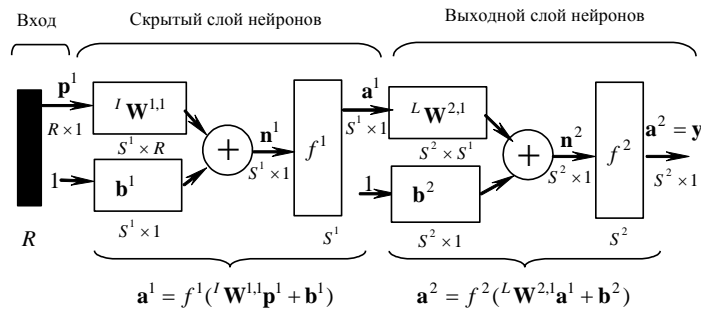 Вход
Скрытый слой нейронов
Выходной слой нейронов
p¹ ᴵW¹,¹ n¹ f¹ a¹ ᴸW²,¹ n² f² a² = y
R × 1 S¹ × R S¹ × 1 S¹ × 1 S² × S¹ S² × 1 S² × 1
1 b¹ 1 b²
R S¹ × 1 S¹ S² × 1 S²
a¹ = f¹(ᴵW¹,¹p¹ + b¹)
a² = f²(ᴸW²,¹a¹ + b²)